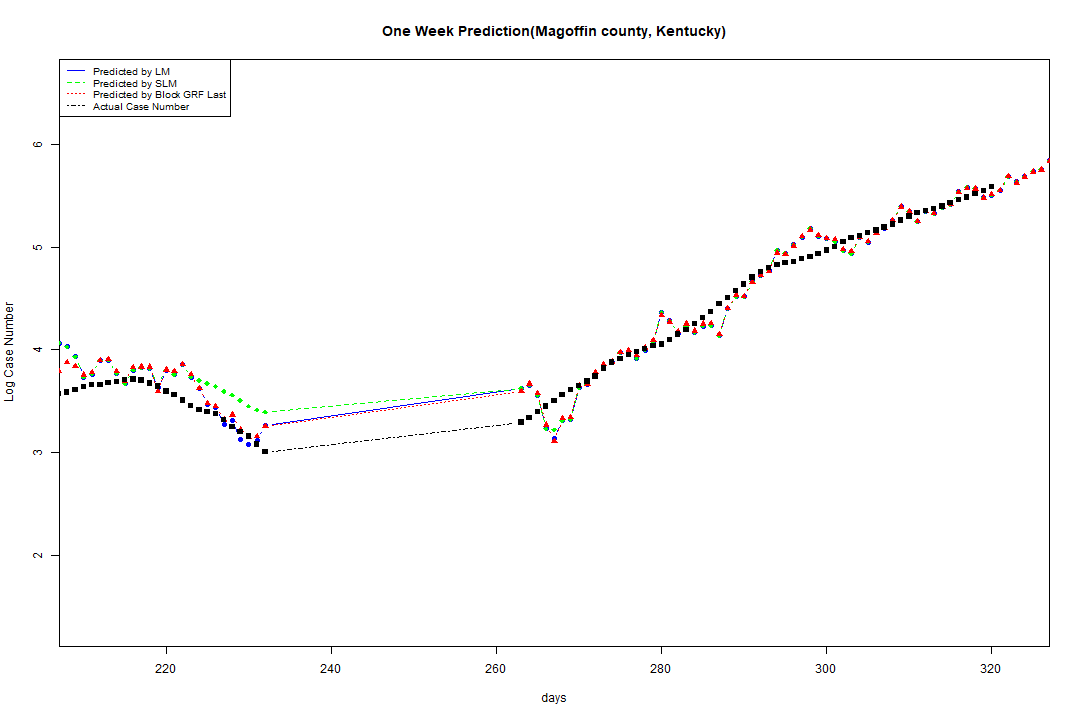 One Week Prediction(Magoffin county, Kentucky)
Predicted by LM
Predicted by SLM
Predicted by Block GRF Last
Actual Case Number
6
5
4
3
2
Log Case Number
220 240 260 280 300 320
days